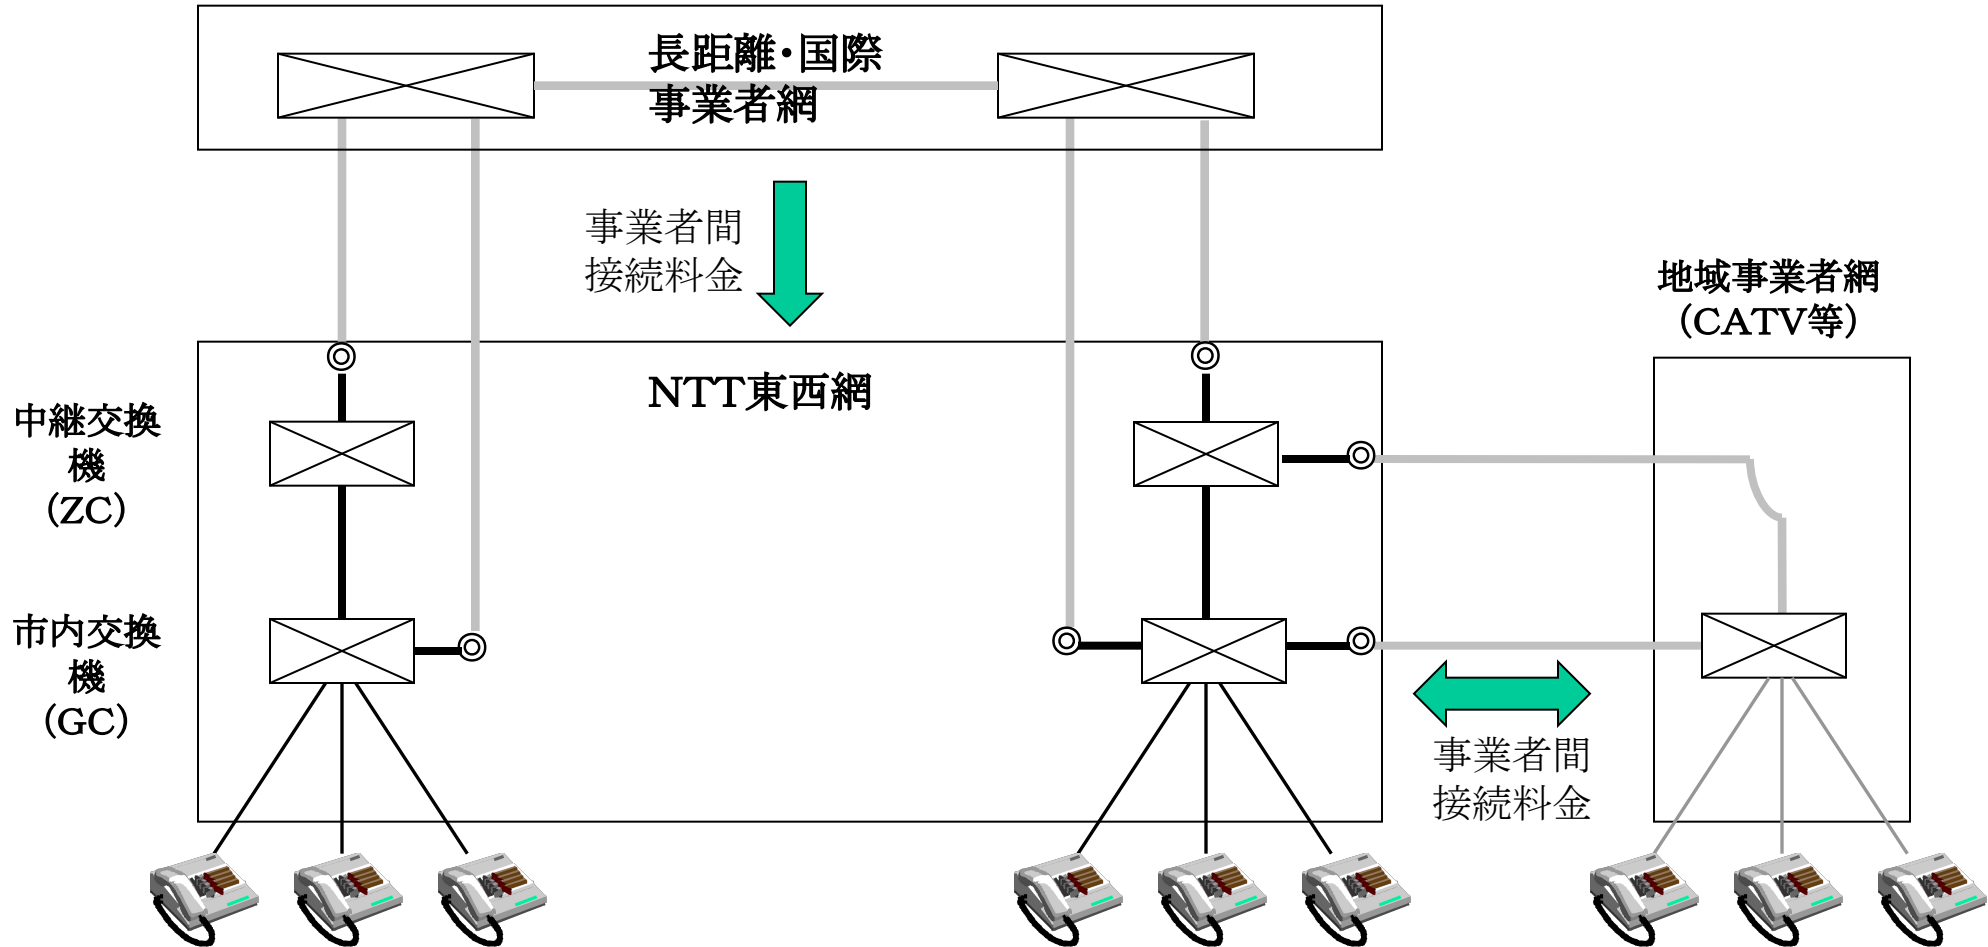 長距離・国際
事業者網
事業者間
接続料金
地域事業者網
（CATV等）
NTT東西網
中継交換
機
（ZC）
市内交換
機
（GC）
事業者間
接続料金